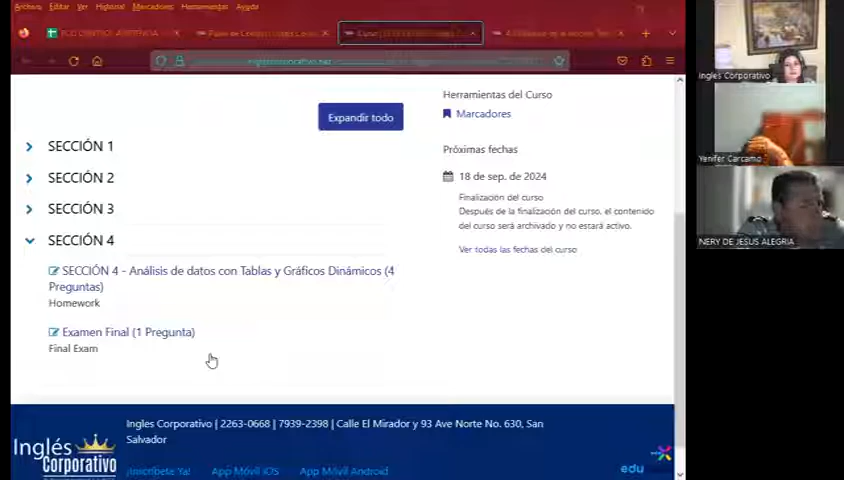 Archivo Editar Ver Historial Marcadores Herramientas Ayuda
Expandir todo
SECCIÓN 1
SECCIÓN 2
SECCIÓN 3
SECCIÓN 4
SECCIÓN 4 - Análisis de datos con Tablas y Gráficos Dinámicos (4
Preguntas)
Homework
Examen Final (1 Pregunta)
Final Exam
Herramientas del Curso
Marcadores
Próximas fechas
18 de sep. de 2024
Finalización del curso
Después de la finalización del curso, el contenido
del curso será archivado y no estará activo.
Ver todas las fechas del curso
Ingles Corporativo | 2263-0668 | 7939-2398 | Calle El Mirador y 93 Ave Norte No. 630, San
Salvador
Inglés
Corporativo
¡Inscríbete Ya!
App Móvil iOS
App Móvil Android
edu
Ingles Corporativo
Yenifer Carcamo
NERY DE JESUS ALEGRIA